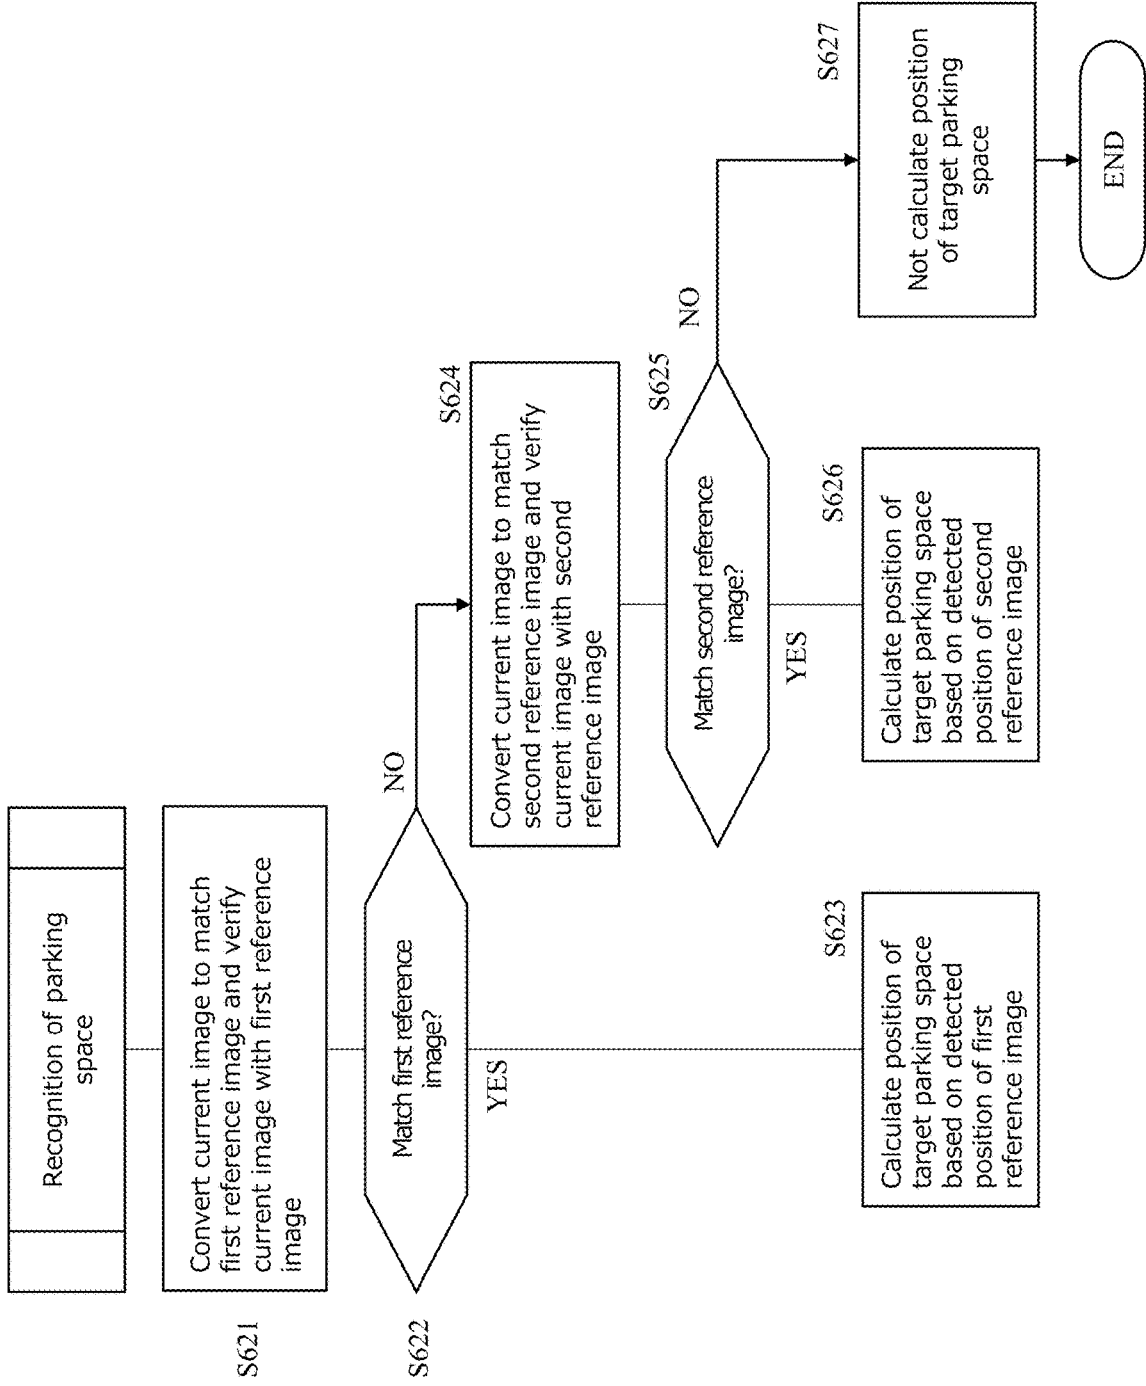 Recognition of parking
space
S621
Convert current image to match
first reference image and verify
current image with first reference
image
S622
Match first reference
image?
NO
YES
S623
Calculate position of
target parking space
based on detected
position of first
reference image
S624
Convert current image to match
second reference image and verify
current image with second
reference image
S625
Match second reference
image?
NO
YES
S626
Calculate position of
target parking space
based on detected
position of second
reference image
S627
Not calculate position
of target parking
space
END